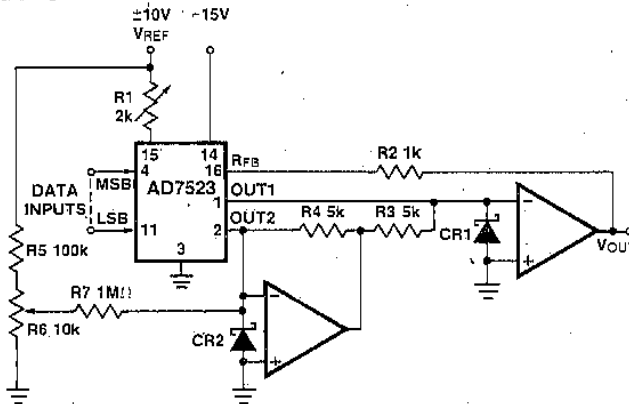 ±10V -15V
VREF
R1
2k
15 14
4 16 RFB R2 1k
MSB
AD7523
DATA
INPUTS
OUT1
1
LSB
OUT2
11 2
R4 5k R3 5k
3
CR1
VOUT
R5 100k
R7 1MΩ
R6 10k
CR2
- +
- +